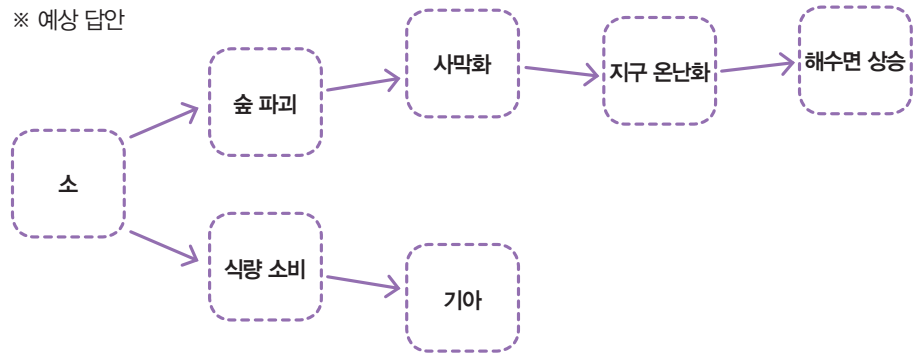 ※ 예상 답안
소
숲 파괴
사막화
지구 온난화
해수면 상승
식량 소비
기아